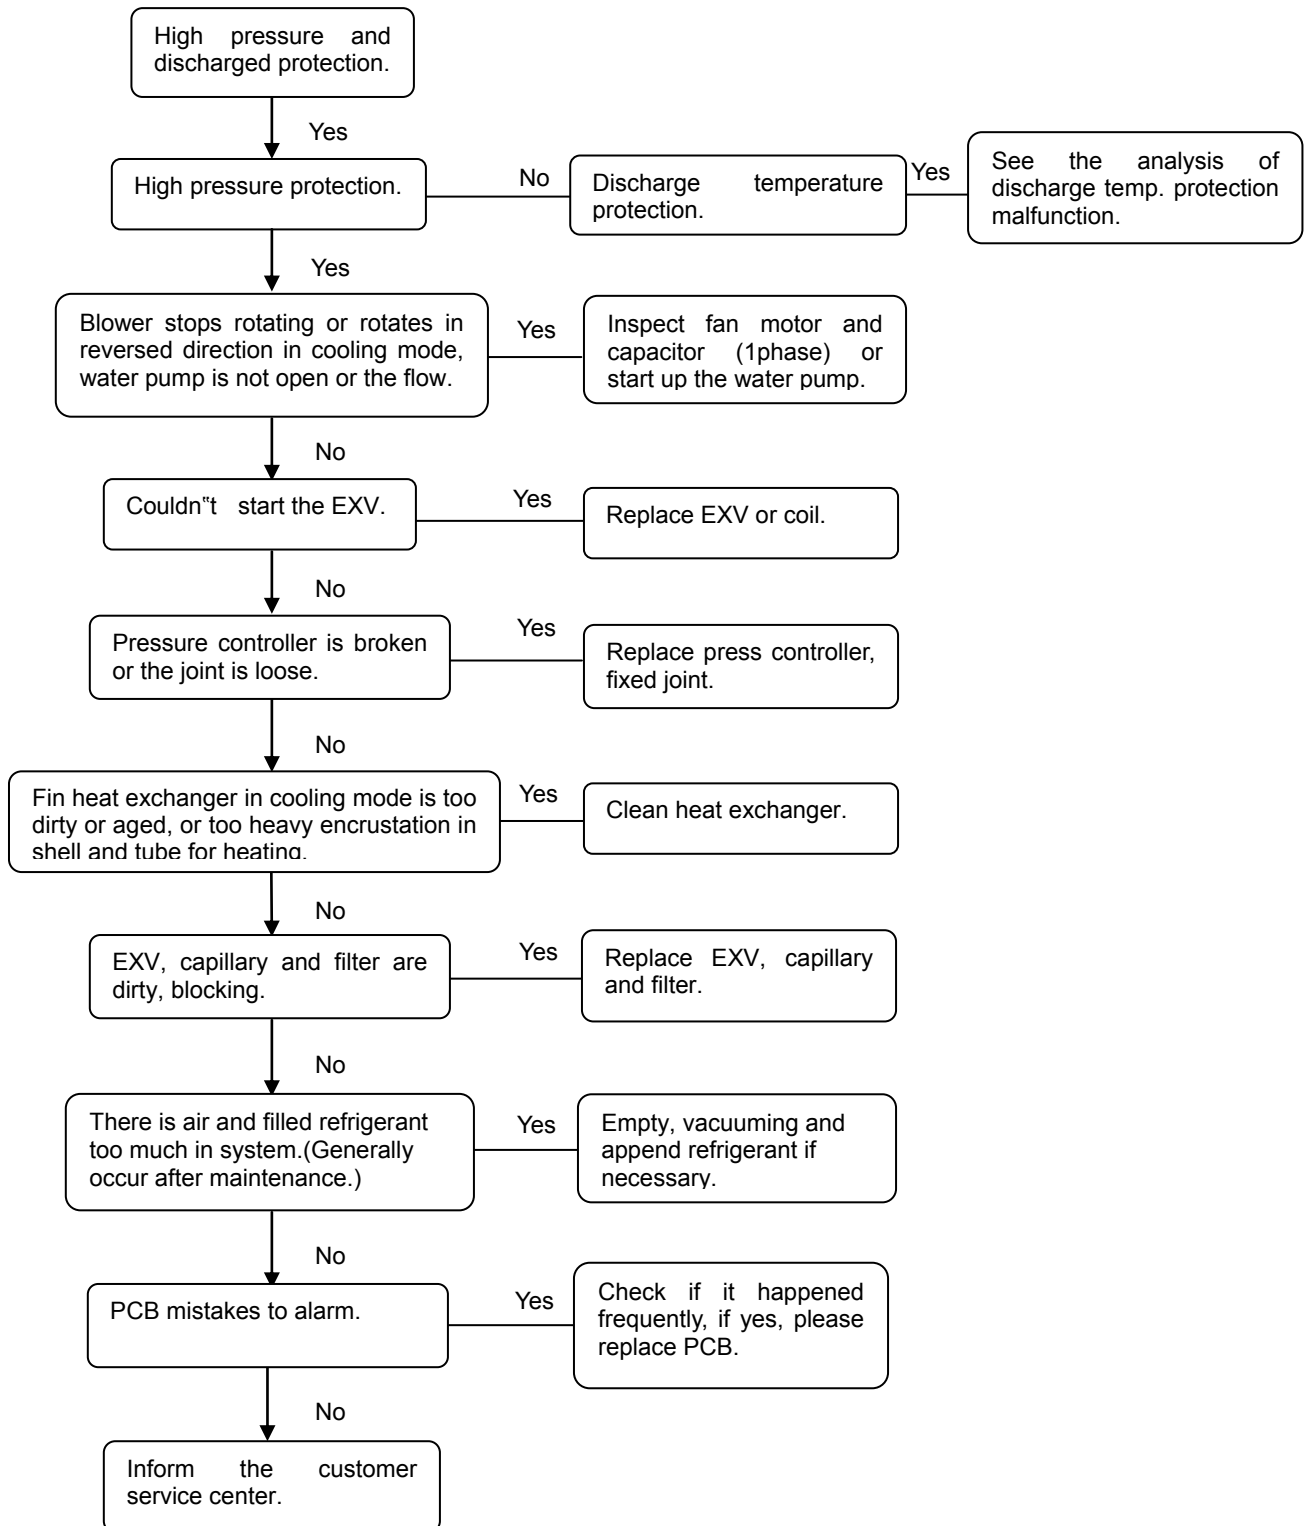 High pressure and
discharged protection.
Yes
High pressure protection.
No
Discharge temperature
protection.
Yes
See the analysis of
discharge temp. protection
malfunction.
Yes
Blower stops rotating or rotates in
reversed direction in cooling mode,
water pump is not open or the flow.
Yes
Inspect fan motor and
capacitor (1phase) or
start up the water pump.
No
Couldn‟t start the EXV.
Yes
Replace EXV or coil.
No
Pressure controller is broken
or the joint is loose.
Yes
Replace press controller,
fixed joint.
No
Fin heat exchanger in cooling mode is too
dirty or aged, or too heavy encrustation in
shell and tube for heating.
Yes
Clean heat exchanger.
No
EXV, capillary and filter are
dirty, blocking.
Yes
Replace EXV, capillary
and filter.
No
There is air and filled refrigerant
too much in system.(Generally
occur after maintenance.)
Yes
Empty, vacuuming and
append refrigerant if
necessary.
No
PCB mistakes to alarm.
Yes
Check if it happened
frequently, if yes, please
replace PCB.
No
Inform the customer
service center.